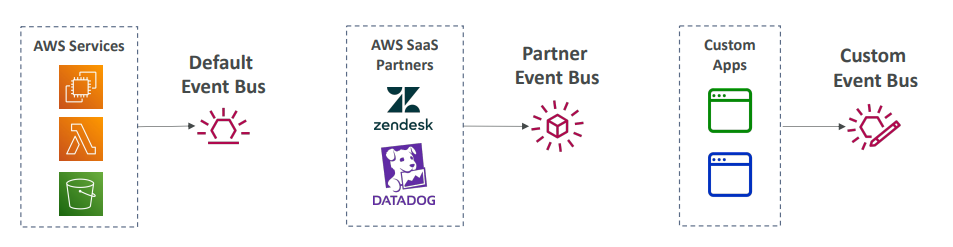 AWS Services
Default
Event Bus
AWS SaaS
Partners
zendesk
DATADOG
Partner
Event Bus
Custom
Apps
Custom
Event Bus